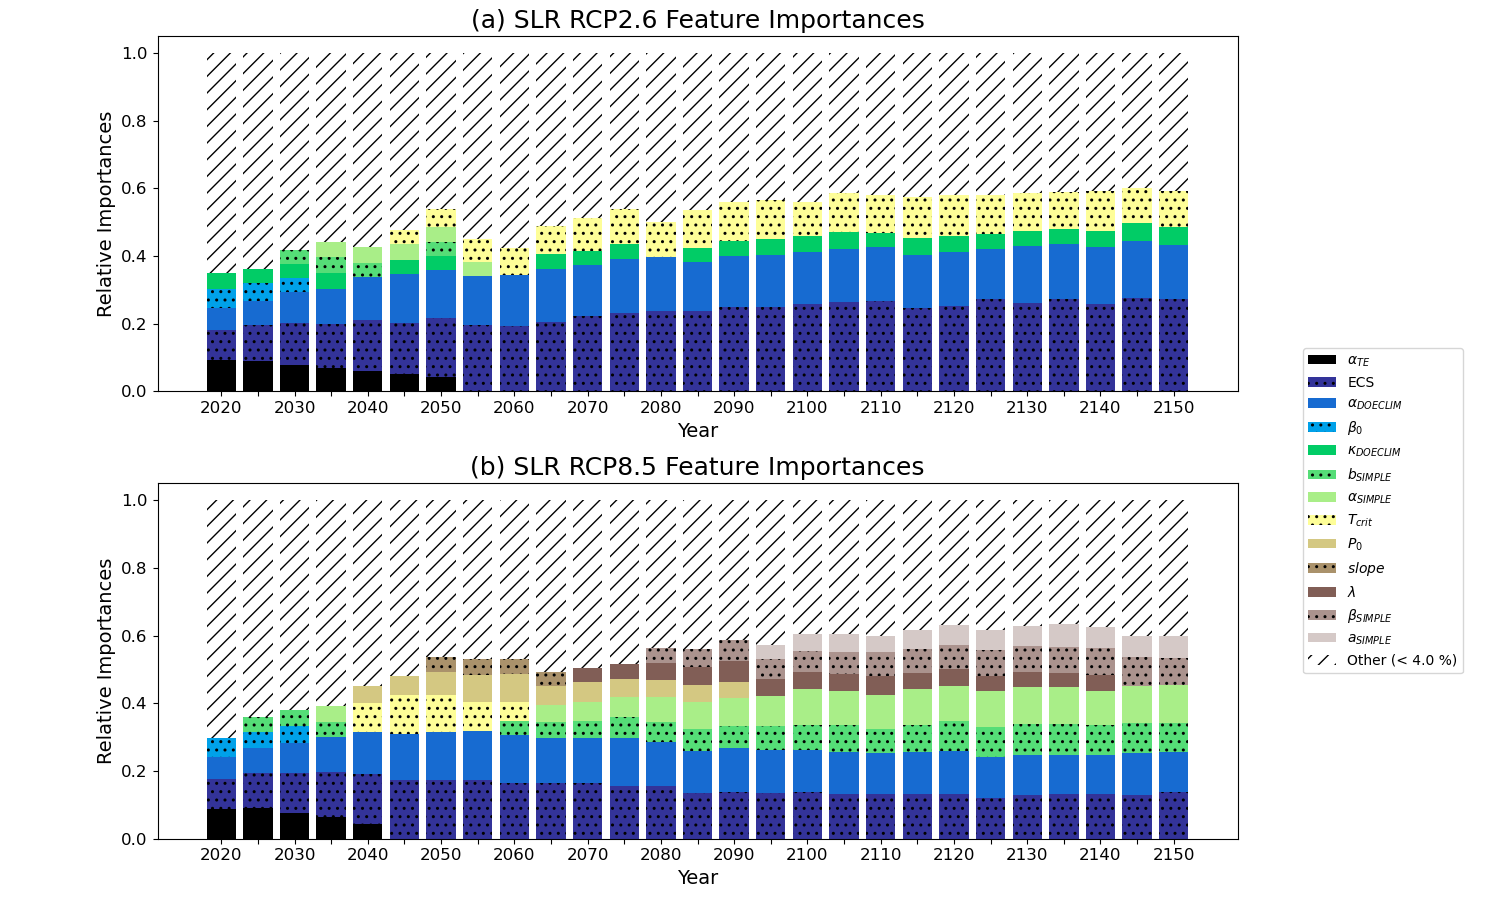 (a) SLR RCP2.6 Feature Importances
1.0
0.8
0.6
0.4
0.2
0.0
Relative Importances
2020 2030 2040 2050 2060 2070 2080 2090 2100 2110 2120 2130 2140 2150
Year
(b) SLR RCP8.5 Feature Importances
1.0
0.8
0.6
0.4
0.2
0.0
Relative Importances
2020 2030 2040 2050 2060 2070 2080 2090 2100 2110 2120 2130 2140 2150
Year
α_TE
ECS
α_DOECLIM
β_0
κ_DOECLIM
b_SIMPLE
α_SIMPLE
T_crit
P_0
slope
λ
β_SIMPLE
a_SIMPLE
Other (< 4.0 %)